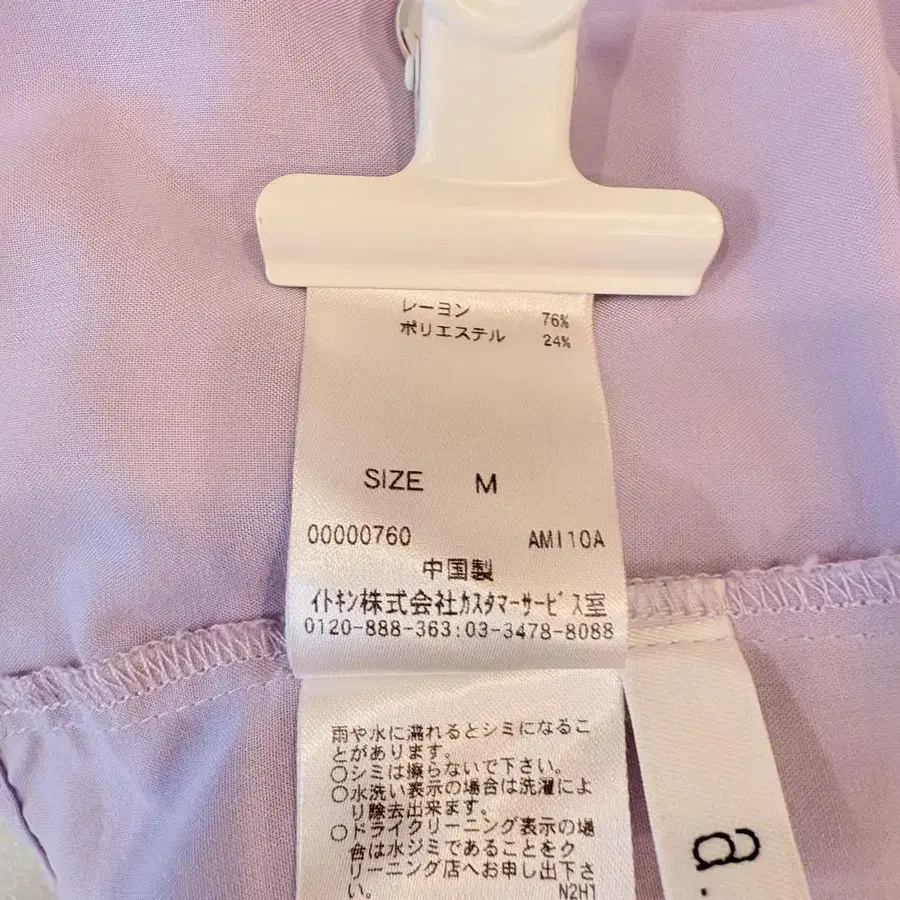 レーヨン 76%
ポリエステル 24%
SIZE M
00000760 AMI10A
中国製
イトキン株式会社カスタマーサービス室
0120-888-363:03-3478-8088
雨や水に濡れるとシミになるこ
とがあります。
○シミは擦らないで下さい。
○水洗い表示の場合は洗濯によ
り除去出来ます。
○ドライクリーニング表示の場
合は水ジミであることをク
リーニング店へお申し出下さ
い。 N2H1
a.